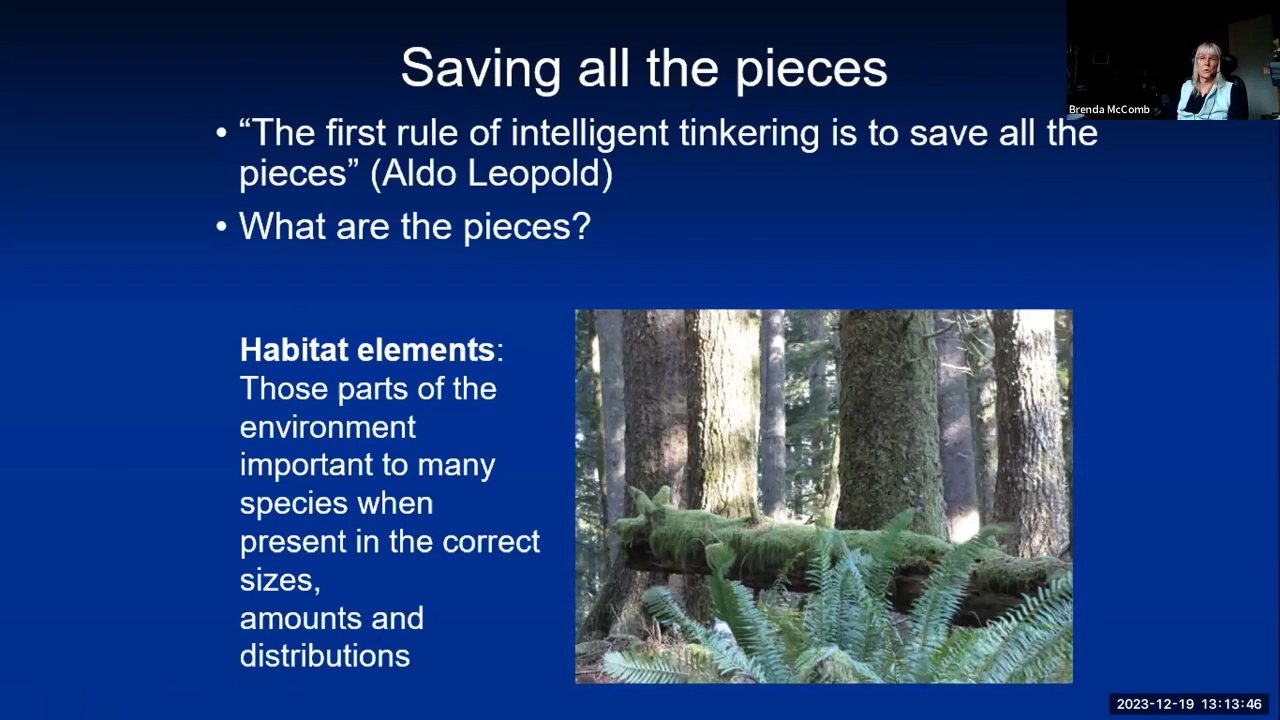 Saving all the pieces
Brenda McComb
• “The first rule of intelligent tinkering is to save all the
pieces” (Aldo Leopold)
• What are the pieces?
Habitat elements:
Those parts of the
environment
important to many
species when
present in the correct
sizes,
amounts and
distributions
2023-12-19 13:13:46